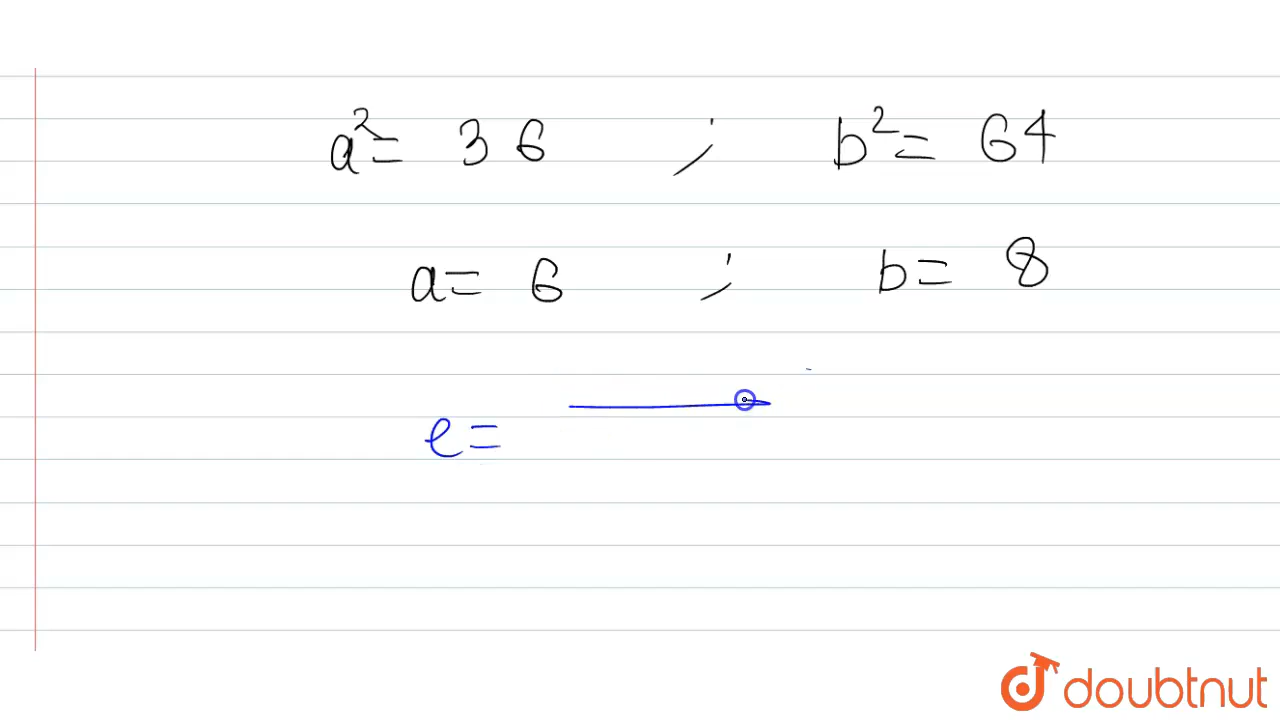 a² = 36 ; b² = 64
a = 6 ; b = 8
e =
doubtnut